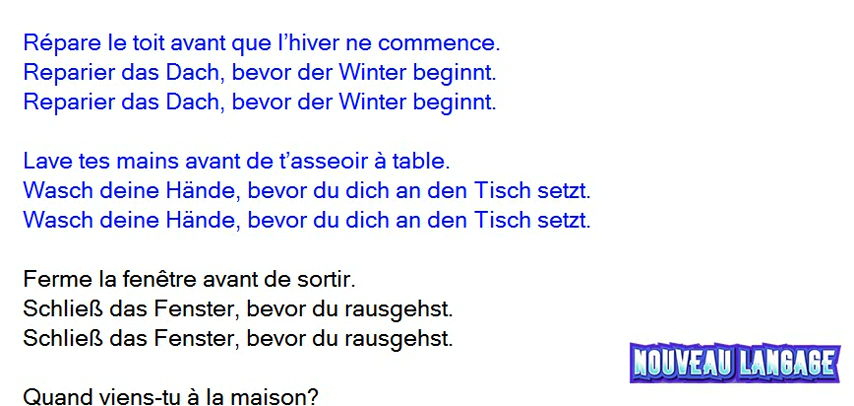 Répare le toit avant que l’hiver ne commence.
Reparier das Dach, bevor der Winter beginnt.
Reparier das Dach, bevor der Winter beginnt.
Lave tes mains avant de t’asseoir à table.
Wasch deine Hände, bevor du dich an den Tisch setzt.
Wasch deine Hände, bevor du dich an den Tisch setzt.
Ferme la fenêtre avant de sortir.
Schließ das Fenster, bevor du rausgehst.
Schließ das Fenster, bevor du rausgehst.
NOUVEAU LANGAGE
Quand viens-tu à la maison?